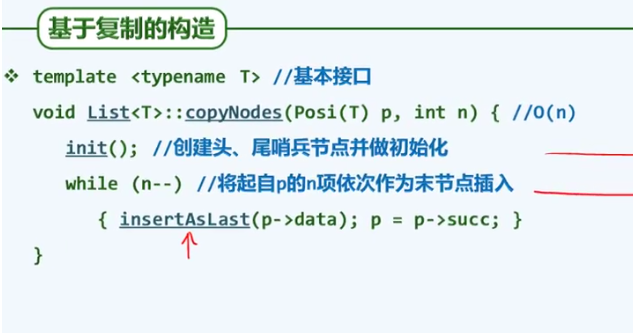 基于复制的构造
❖ template <typename T> //基本接口
void List<T>::copyNodes(Posi(T) p, int n) { //O(n)
init(); //创建头、尾哨兵节点并做初始化
while (n--) //将起自p的n项依次作为末节点插入
{ insertAsLast(p->data); p = p->succ; }
}